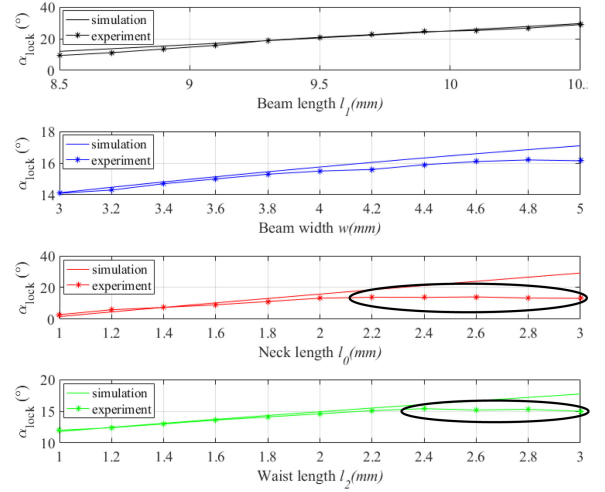 40
20
0
α_lock (°)
simulation
experiment
8.5 9 9.5 10 10.
Beam length l_1(mm)
18
16
14
α_lock (°)
simulation
experiment
3 3.2 3.4 3.6 3.8 4 4.2 4.4 4.6 4.8 5
Beam width w(mm)
40
20
0
α_lock (°)
simulation
experiment
1 1.2 1.4 1.6 1.8 2 2.2 2.4 2.6 2.8 3
Neck length l_0(mm)
20
15
10
α_lock (°)
simulation
experiment
1 1.2 1.4 1.6 1.8 2 2.2 2.4 2.6 2.8 3
Waist length l_2(mm)